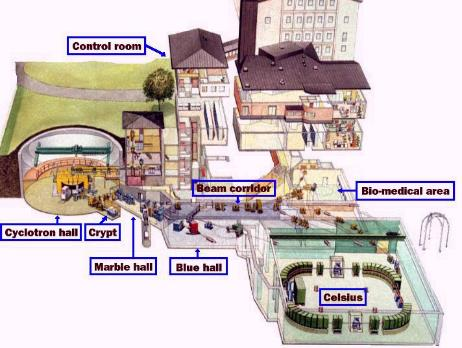 Control room
Beam corridor
Bio-medical area
Cyclotron hall
Crypt
Marble hall
Blue hall
Celsius